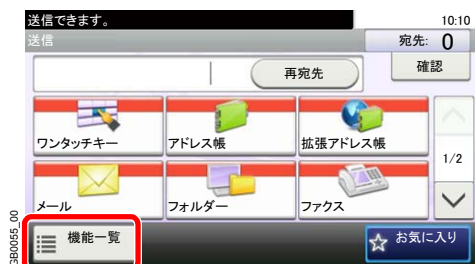 送信できます。 10:10
送信 宛先: 0
再宛先 確認
ワンタッチキー アドレス帳 拡張アドレス帳
1/2
メール フォルダー ファクス
機能一覧 お気に入り
GB0055_00